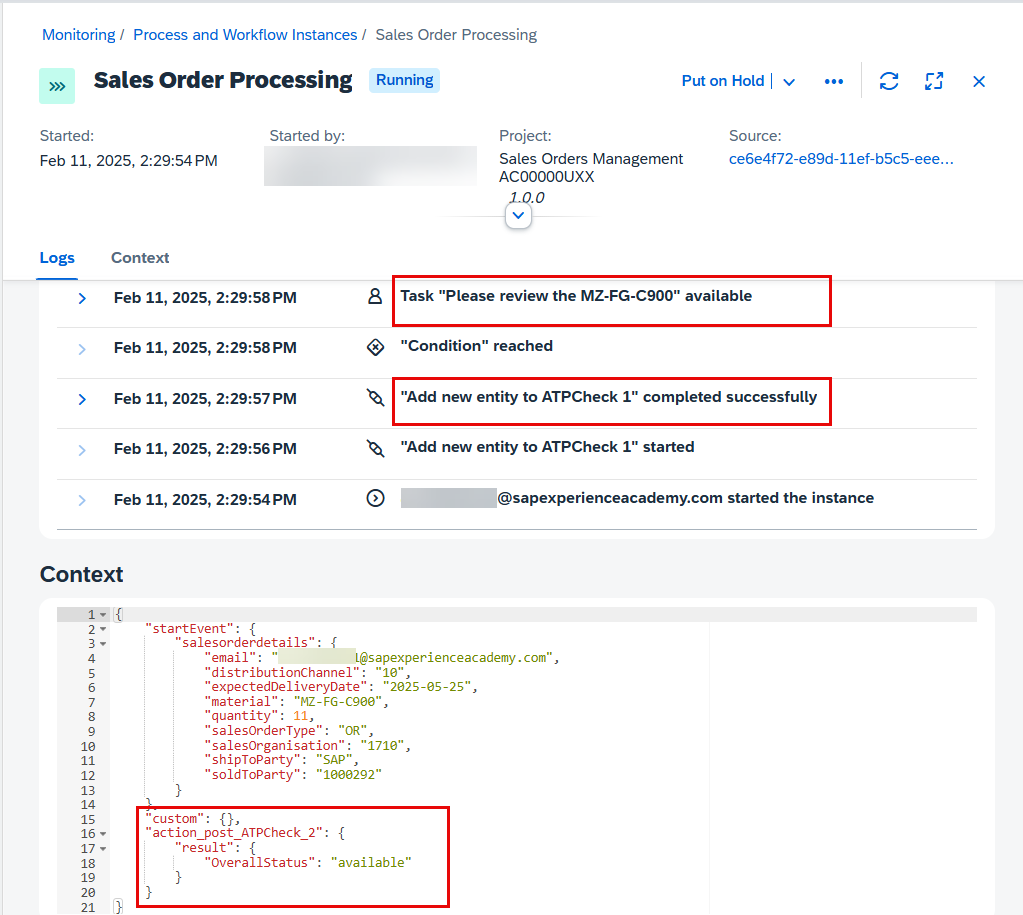 Monitoring / Process and Workflow Instances / Sales Order Processing
Sales Order Processing Running Put on Hold
Started: Started by: Project: Source:
Feb 11, 2025, 2:29:54 PM Sales Orders Management ce6e4f72-e89d-11ef-b5c5-eee...
AC00000UXX
1.0.0
Logs Context
Feb 11, 2025, 2:29:58 PM Task "Please review the MZ-FG-C900" available
Feb 11, 2025, 2:29:58 PM "Condition" reached
Feb 11, 2025, 2:29:57 PM "Add new entity to ATPCheck 1" completed successfully
Feb 11, 2025, 2:29:56 PM "Add new entity to ATPCheck 1" started
Feb 11, 2025, 2:29:54 PM @sapexperienceacademy.com started the instance
Context
1 {
2 "startEvent": {
3 "salesorderdetails": {
4 "email": "1@sapexperienceacademy.com",
5 "distributionChannel": "10",
6 "expectedDeliveryDate": "2025-05-25",
7 "material": "MZ-FG-C900",
8 "quantity": 11,
9 "salesOrderType": "OR",
10 "salesOrganisation": "1710",
11 "shipToParty": "SAP",
12 "soldToParty": "1000292"
13 }
14 },
15 "custom": {},
16 "action_post_ATPCheck_2": {
17 "result": {
18 "OverallStatus": "available"
19 }
20 }
21 }